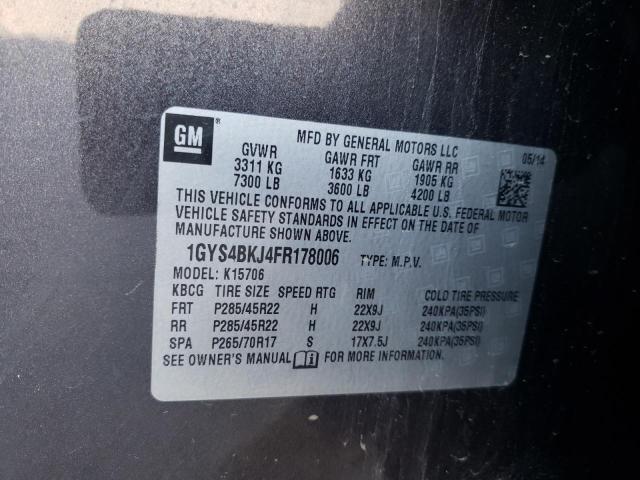 GM ®
MFD BY GENERAL MOTORS LLC 05/14
GVWR GAWR FRT GAWR RR
3311 KG 1633 KG 1905 KG
7300 LB 3600 LB 4200 LB
THIS VEHICLE CONFORMS TO ALL APPLICABLE U.S. FEDERAL MOTOR
VEHICLE SAFETY STANDARDS IN EFFECT ON THE DATE OF
MANUFACTURE SHOWN ABOVE.
1GYS4BKJ4FR178006 TYPE: M.P.V.
MODEL: K15706
KBCG TIRE SIZE SPEED RTG RIM COLD TIRE PRESSURE
FRT P285/45R22 H 22X9J 240KPA(35PSI)
RR P285/45R22 H 22X9J 240KPA(35PSI)
SPA P265/70R17 S 17X7.5J 240KPA(35PSI)
SEE OWNER'S MANUAL FOR MORE INFORMATION.